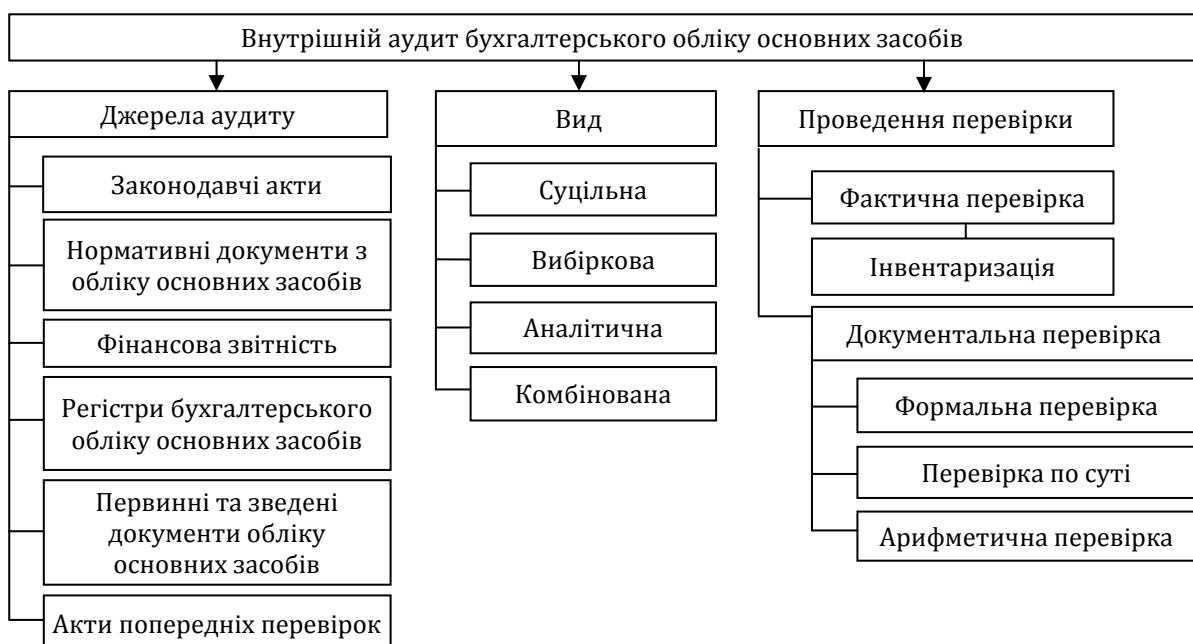 Внутрішній аудит бухгалтерського обліку основних засобів
Джерела аудиту
Законодавчі акти
Нормативні документи з
обліку основних засобів
Фінансова звітність
Регістри бухгалтерського
обліку основних засобів
Первинні та зведені
документи обліку
основних засобів
Акти попередніх перевірок
Вид
Суцільна
Вибіркова
Аналітична
Комбінована
Проведення перевірки
Фактична перевірка
Інвентаризація
Документальна перевірка
Формальна перевірка
Перевірка по суті
Арифметична перевірка